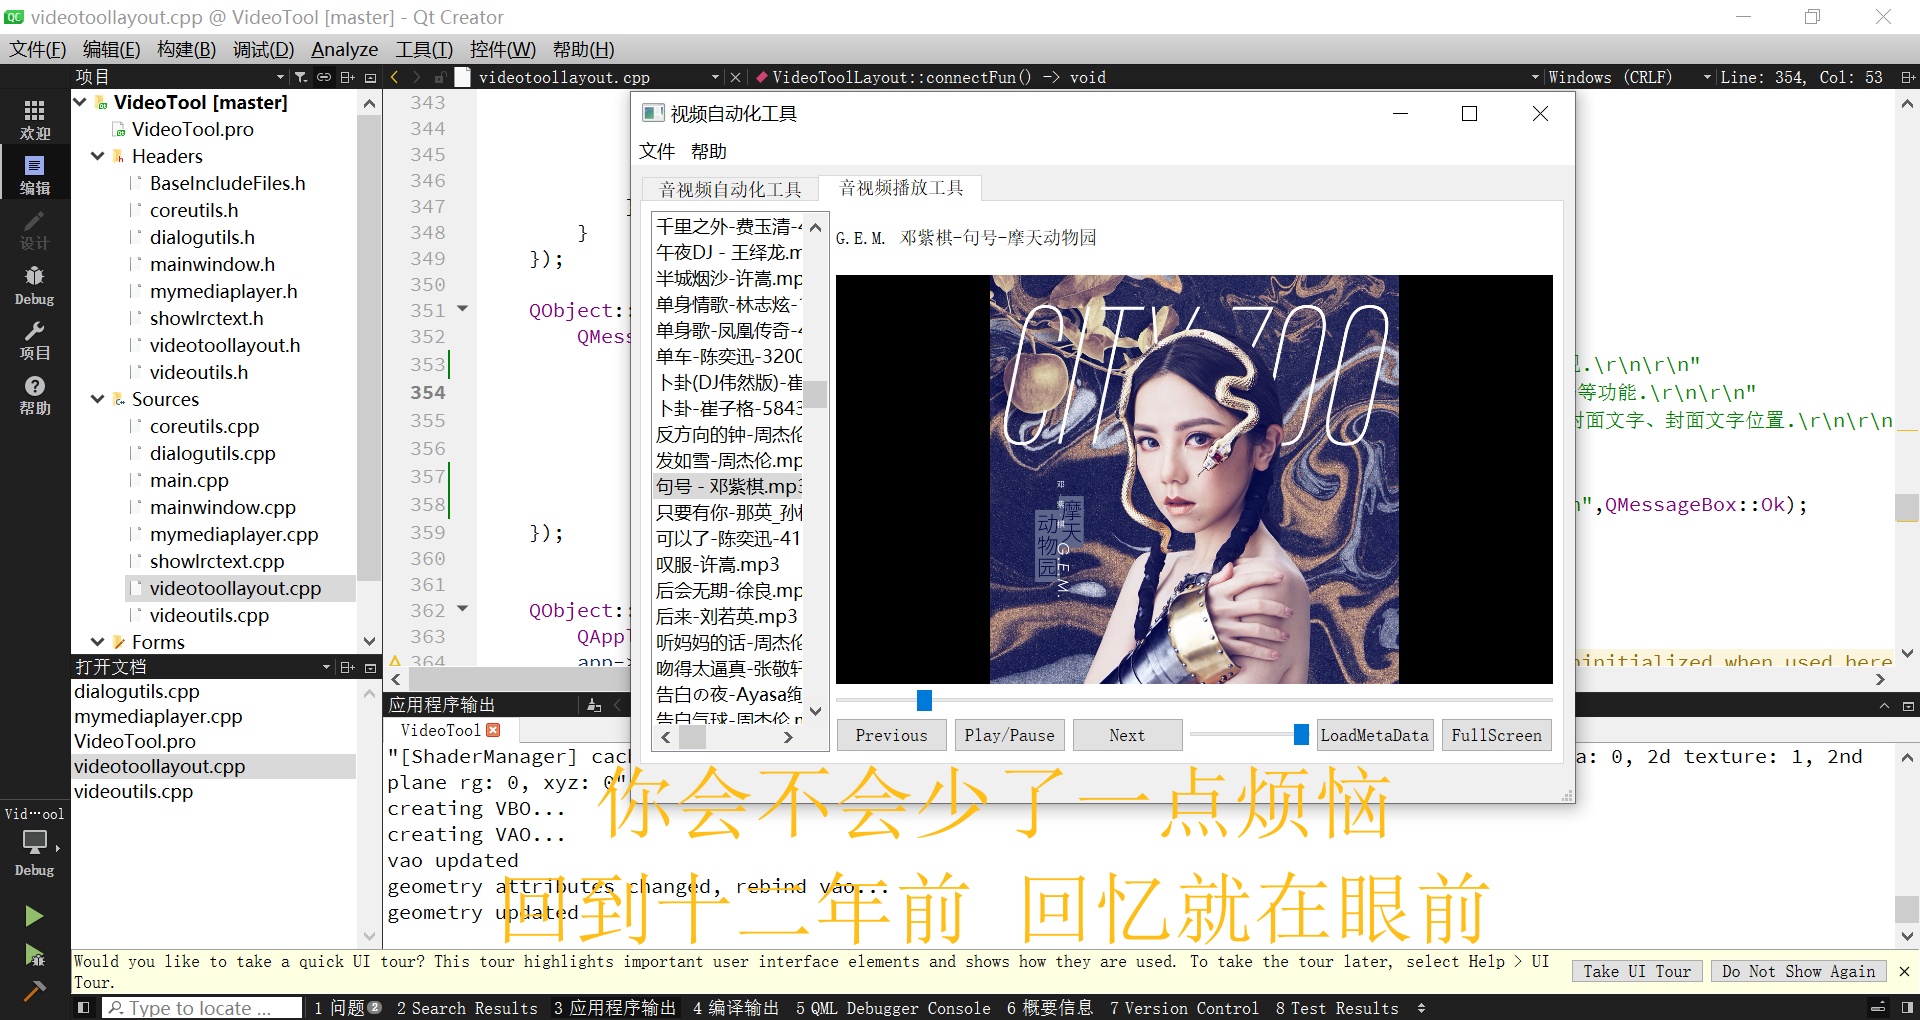 videotoollayout.cpp @ VideoTool [master] - Qt Creator
文件(F) 编辑(E) 构建(B) 调试(D) Analyze 工具(T) 控件(W) 帮助(H)
项目
videotoollayout.cpp
VideoToolLayout::connectFun() -> void
Windows (CRLF)
Line: 354, Col: 53
欢迎
编辑
设计
Debug
项目
帮助
Vid···ool
Debug
VideoTool [master]
VideoTool.pro
Headers
BaseIncludeFiles.h
coreutils.h
dialogutils.h
mainwindow.h
mymediaplayer.h
showlrctext.h
videotoollayout.h
videoutils.h
Sources
coreutils.cpp
dialogutils.cpp
main.cpp
mainwindow.cpp
mymediaplayer.cpp
showlrctext.cpp
videotoollayout.cpp
videoutils.cpp
Forms
打开文档
dialogutils.cpp
mymediaplayer.cpp
VideoTool.pro
videotoollayout.cpp
videoutils.cpp
343
344
345
346
347
348 }
349 });
350
351 QObject::
352 QMess
353 .\r\n\r\n"
354 等功能.\r\n\r\n"
355 封面文字、封面文字位置.\r\n\r\n
356
357
358 n",QMessageBox::Ok);
359 });
360
361
362 QObject::
363 QAppl
364 app-> ninitialized when used here
视频自动化工具
文件 帮助
音视频自动化工具 音视频播放工具
千里之外-费玉清-4
午夜DJ - 王绎龙.m
半城烟沙-许嵩.mp
单身情歌-林志炫-
单身歌-凤凰传奇-4
单车-陈奕迅-3200
卜卦(DJ伟然版)-崔
卜卦-崔子格-5843
反方向的钟-周杰伦
发如雪-周杰伦.mp
句号 - 邓紫棋.mp3
只要有你-那英_孙
可以了-陈奕迅-41
叹服-许嵩.mp3
后会无期-徐良.mp
后来-刘若英.mp3
听妈妈的话-周杰伦
吻得太逼真-张敬轩
告白の夜-Ayasa绚
告白气球-周杰伦.m
G.E.M. 邓紫棋-句号-摩天动物园
CITY ZOO
邓紫棋 G.E.M.
摩天
动物园
Previous Play/Pause Next LoadMetaData FullScreen
应用程序输出
VideoTool
"[ShaderManager] cach
a: 0, 2d texture: 1, 2nd
plane rg: 0, xyz: 0"
creating VBO...
creating VAO...
vao updated
geometry attributes changed, rebind vao...
geometry updated
你会不会少了一点烦恼
回到十二年前 回忆就在眼前
Would you like to take a quick UI tour? This tour highlights important user interface elements and shows how they are used. To take the tour later, select Help > UI
Tour.
Take UI Tour Do Not Show Again
Type to locate ...
1 问题 2 2 Search Results 3 应用程序输出 4 编译输出 5 QML Debugger Console 6 概要信息 7 Version Control 8 Test Results